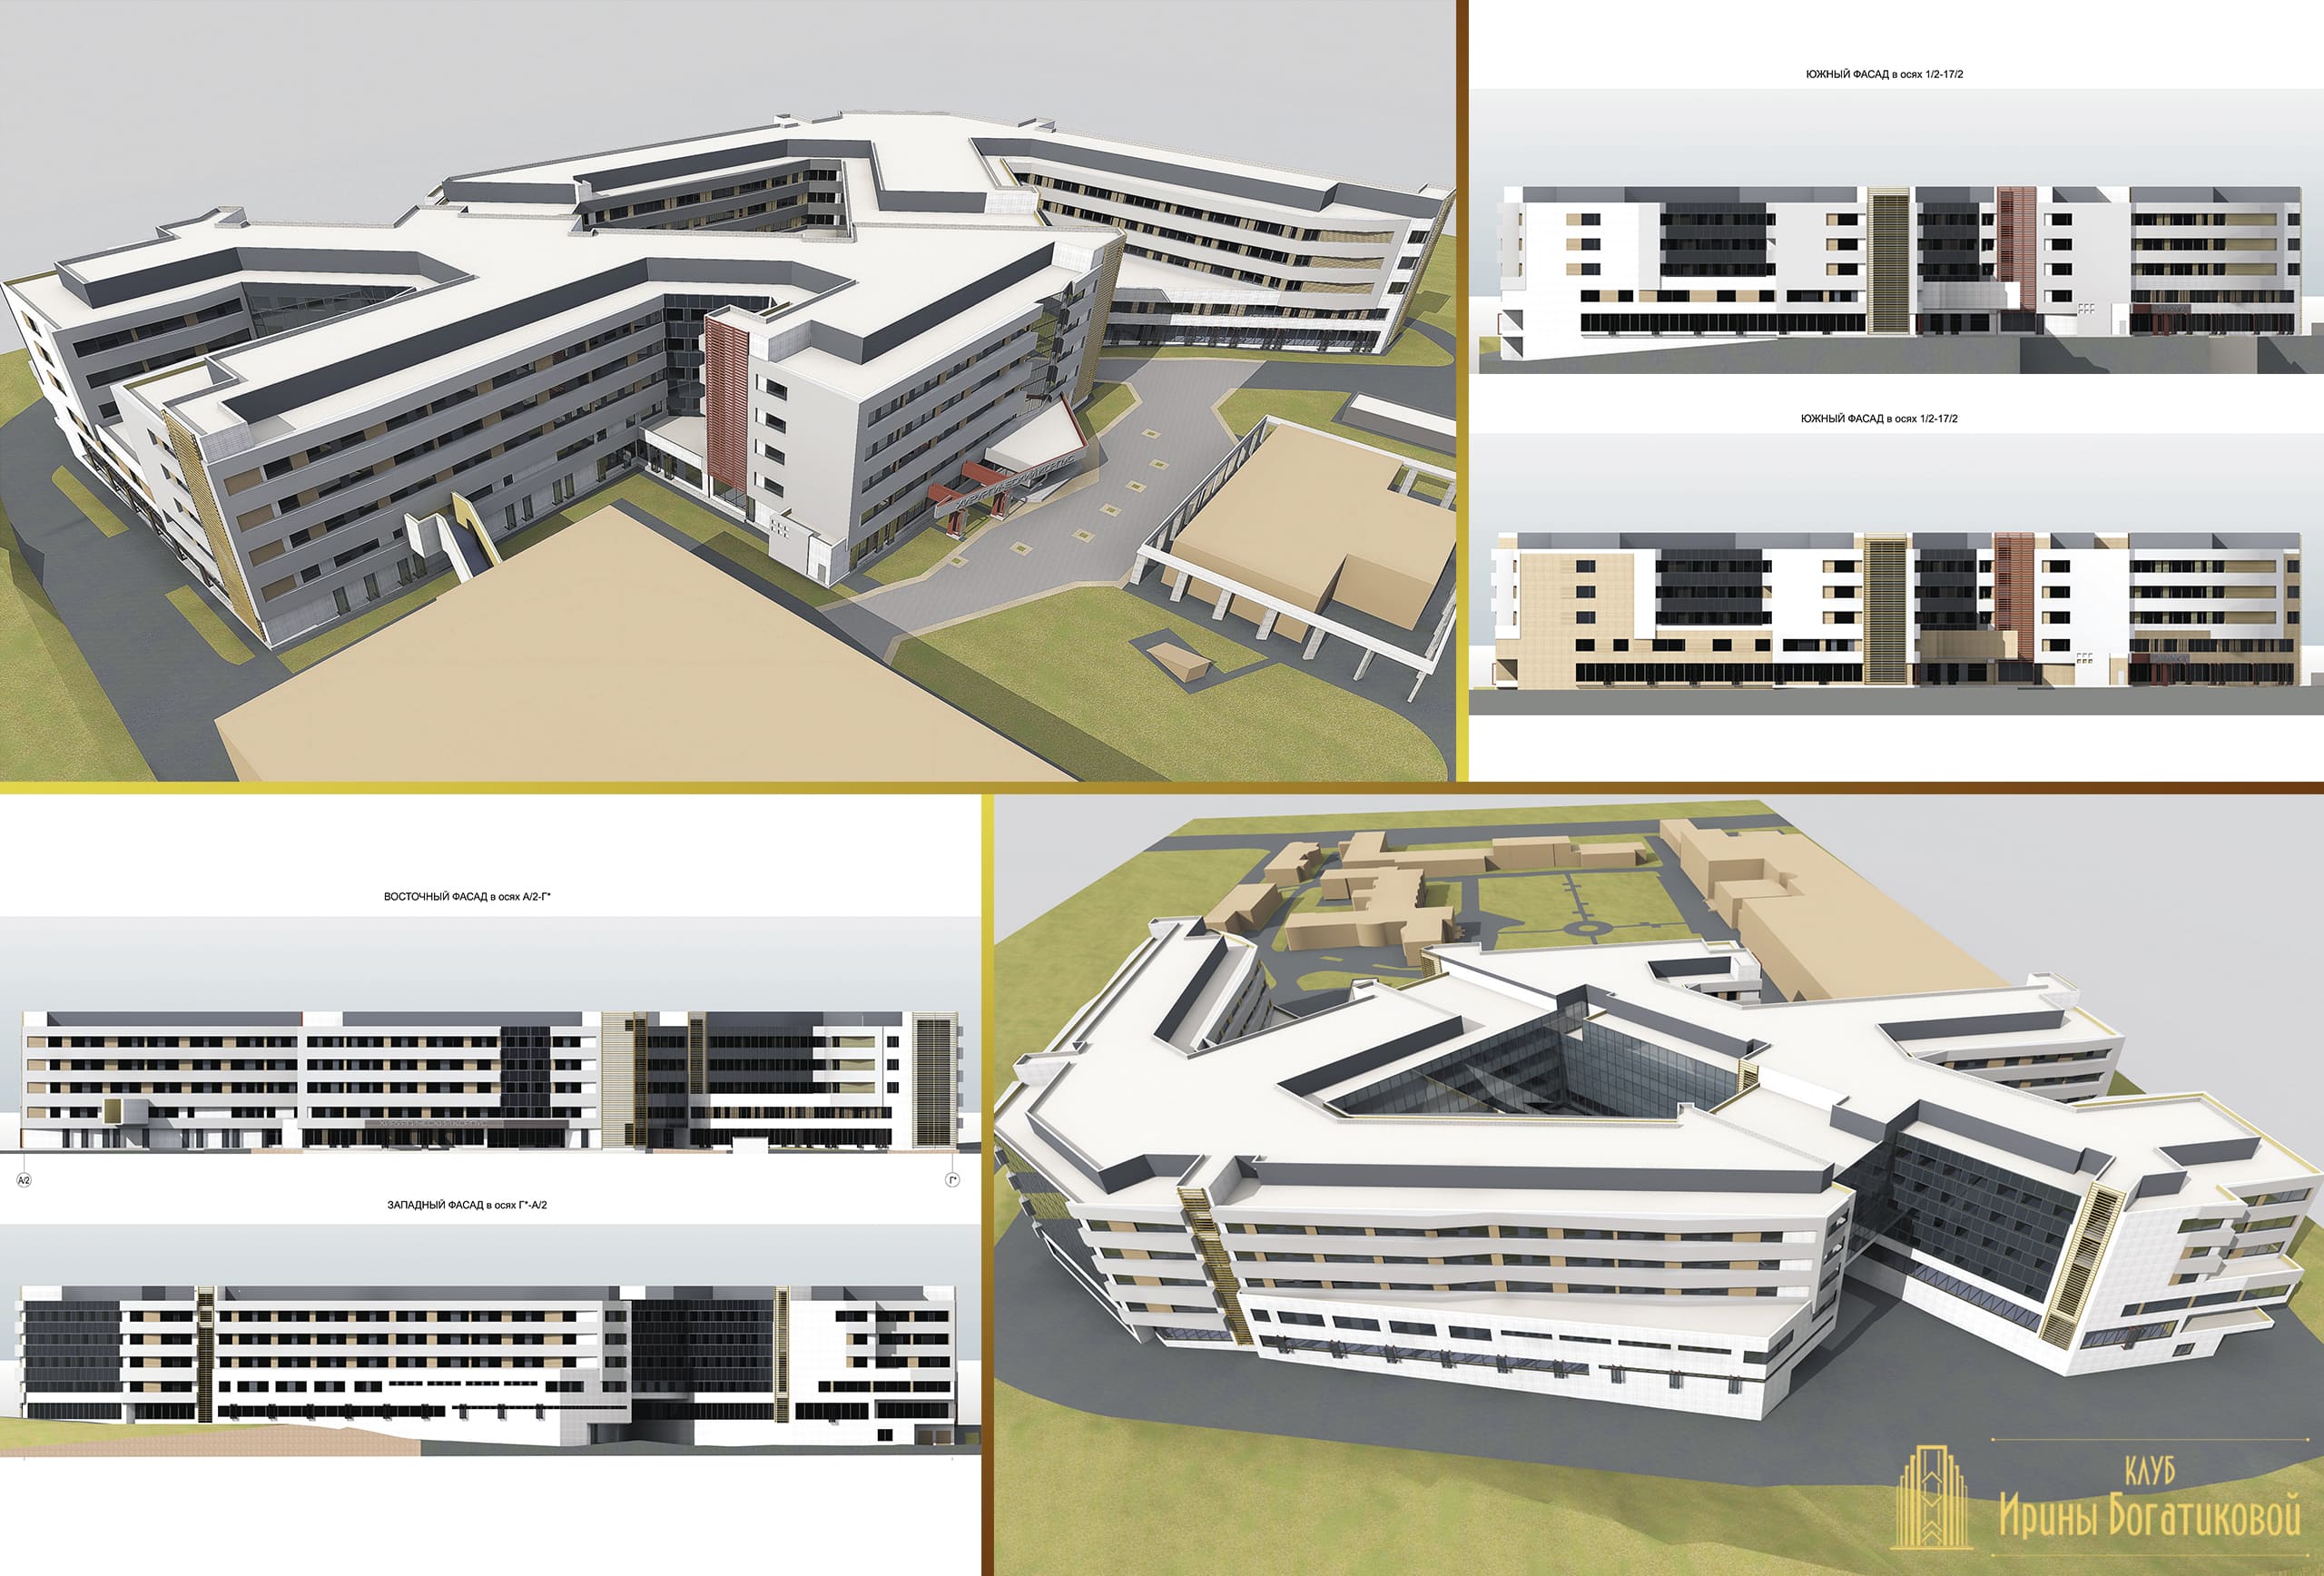 ЮЖНЫЙ ФАСАД в осях 1/2-17/2
ЮЖНЫЙ ФАСАД в осях 1/2-17/2
ВОСТОЧНЫЙ ФАСАД в осях А/2-Г*
А/2
Г*
ЗАПАДНЫЙ ФАСАД в осях Г*-А/2
КЛУБ
Ирины Богатиковой